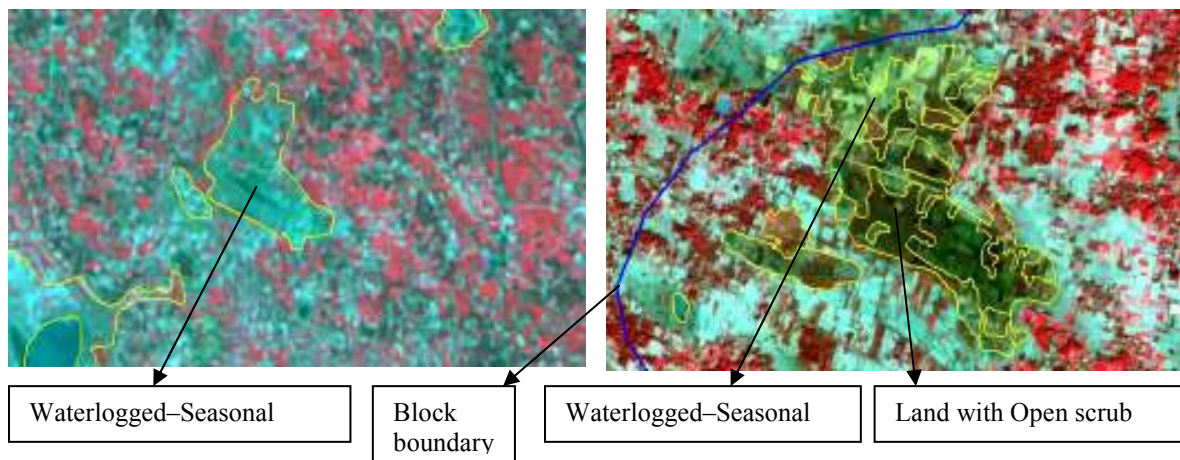 Waterlogged–Seasonal
Block
boundary
Waterlogged–Seasonal
Land with Open scrub